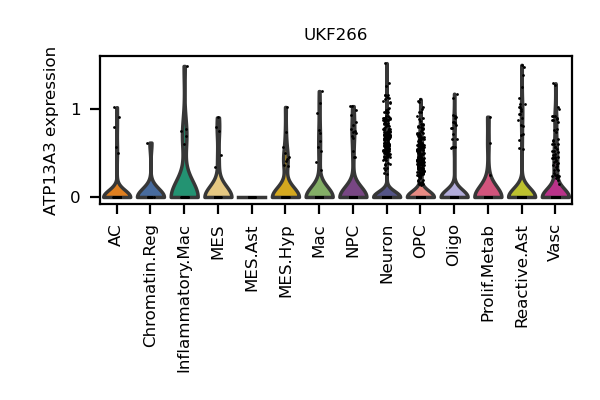 UKF266
ATP13A3 expression
1
0
AC
Chromatin.Reg
Inflammatory.Mac
MES
MES.Ast
MES.Hyp
Mac
NPC
Neuron
OPC
Oligo
Prolif.Metab
Reactive.Ast
Vasc